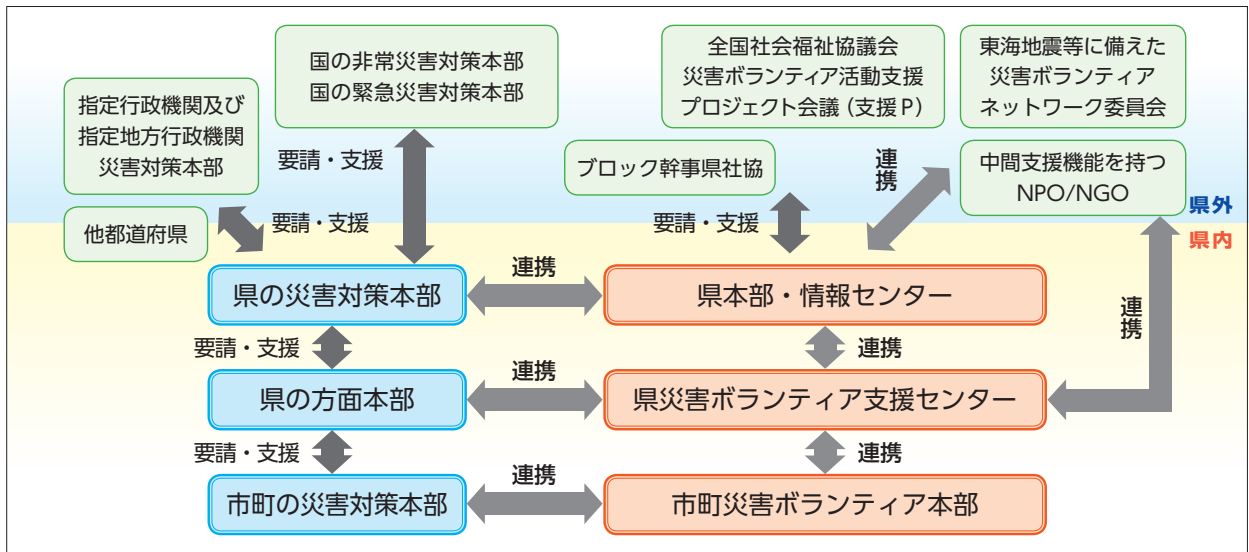 国の非常災害対策本部
国の緊急災害対策本部
全国社会福祉協議会
災害ボランティア活動支援
プロジェクト会議（支援P）
東海地震等に備えた
災害ボランティア
ネットワーク委員会
指定行政機関及び
指定地方行政機関
災害対策本部
要請・支援
ブロック幹事県社協
連携
中間支援機能を持つ
NPO/NGO
他都道府県
要請・支援
要請・支援
県外
県内
県の災害対策本部
連携
県本部・情報センター
連携
要請・支援
連携
県の方面本部
連携
県災害ボランティア支援センター
要請・支援
連携
市町の災害対策本部
連携
市町災害ボランティア本部